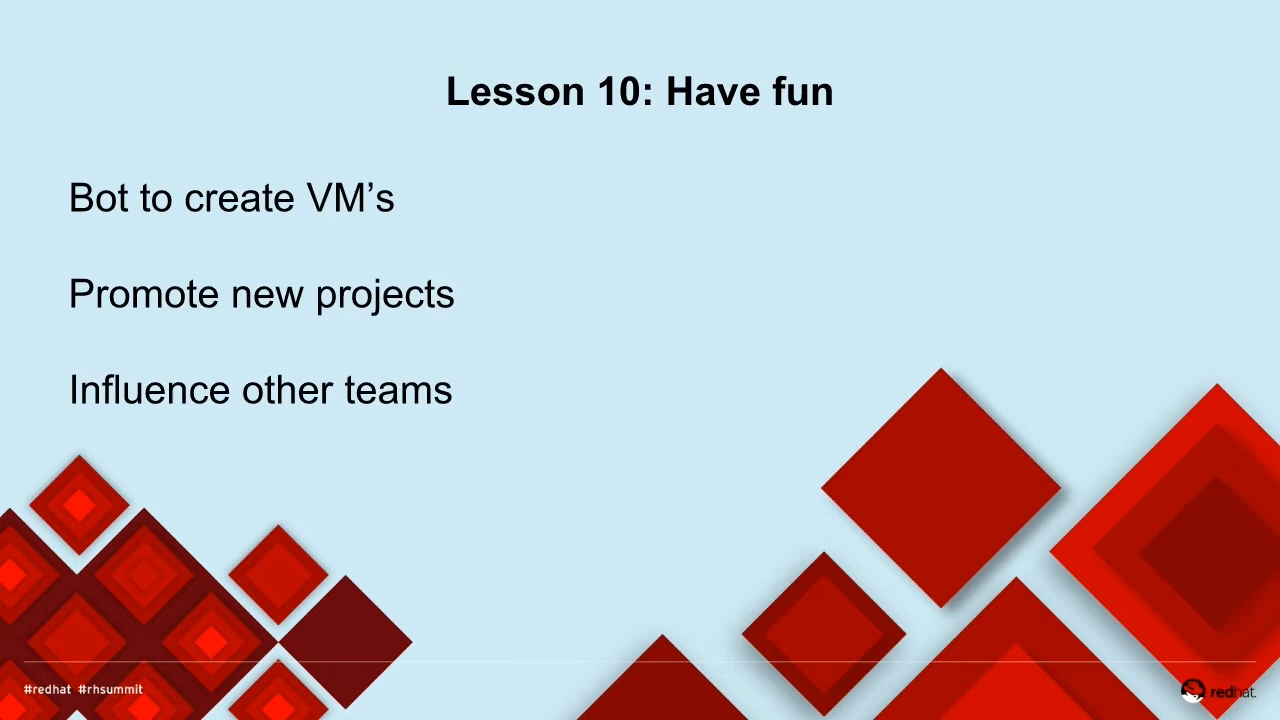 Lesson 10: Have fun
Bot to create VM’s
Promote new projects
Influence other teams
#redhat #rhsummit
redhat.